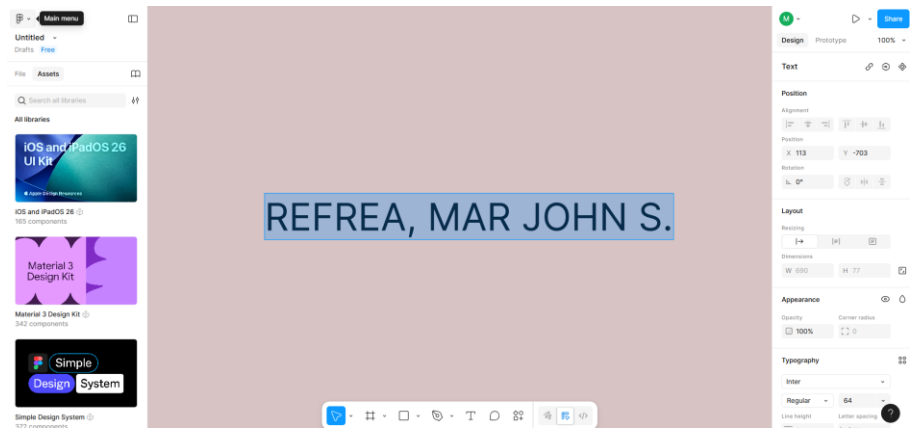 Main menu
Untitled
Drafts Free
File Assets
Search all libraries
All libraries
iOS and iPadOS 26
UI Kit
Apple Design Resources
iOS and iPadOS 26
165 components
Material 3
Design Kit
Material 3 Design Kit
342 components
Simple
Design System
Simple Design System
REFREA, MAR JOHN S.
M
Share
Design Prototype 100%
Text
Position
Alignment
Position
X 113 Y -703
Rotation
0°
Layout
Resizing
Dimensions
W 690 H 77
Appearance
Opacity Corner radius
100% 0
Typography
Inter
Regular 64
Line height Letter spacing
?